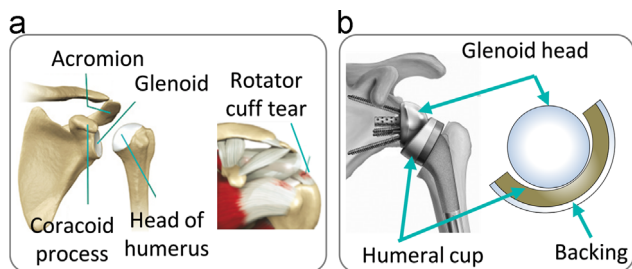 a
Acromion
Glenoid
Rotator
cuff tear
Coracoid
process
Head of
humerus
b
Glenoid head
Humeral cup
Backing